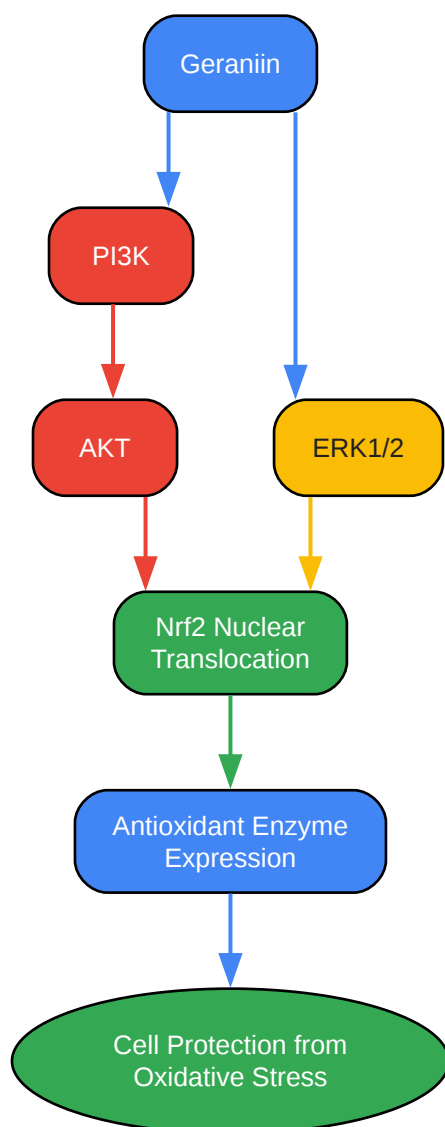 Geraniin
PI3K
AKT
ERK1/2
Nrf2 Nuclear
Translocation
Antioxidant Enzyme
Expression
Cell Protection from
Oxidative Stress